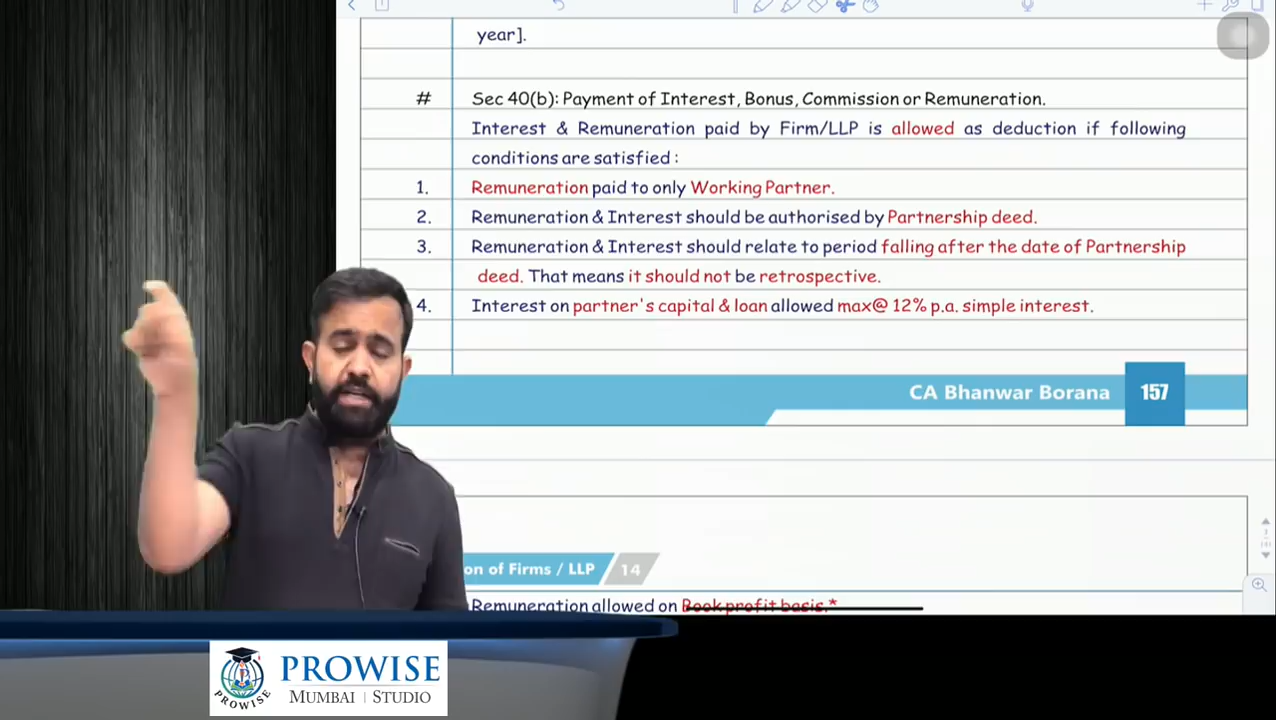 year].
# Sec 40(b): Payment of Interest, Bonus, Commission or Remuneration.
Interest & Remuneration paid by Firm/LLP is allowed as deduction if following
conditions are satisfied :
1. Remuneration paid to only Working Partner.
2. Remuneration & Interest should be authorised by Partnership deed.
3. Remuneration & Interest should relate to period falling after the date of Partnership
deed. That means it should not be retrospective.
4. Interest on partner's capital & loan allowed max@ 12% p.a. simple interest.
CA Bhanwar Borana 157
on of Firms / LLP 14
Remuneration allowed on Book profit basis.*
PROWISE
PROWISE
MUMBAI | STUDIO